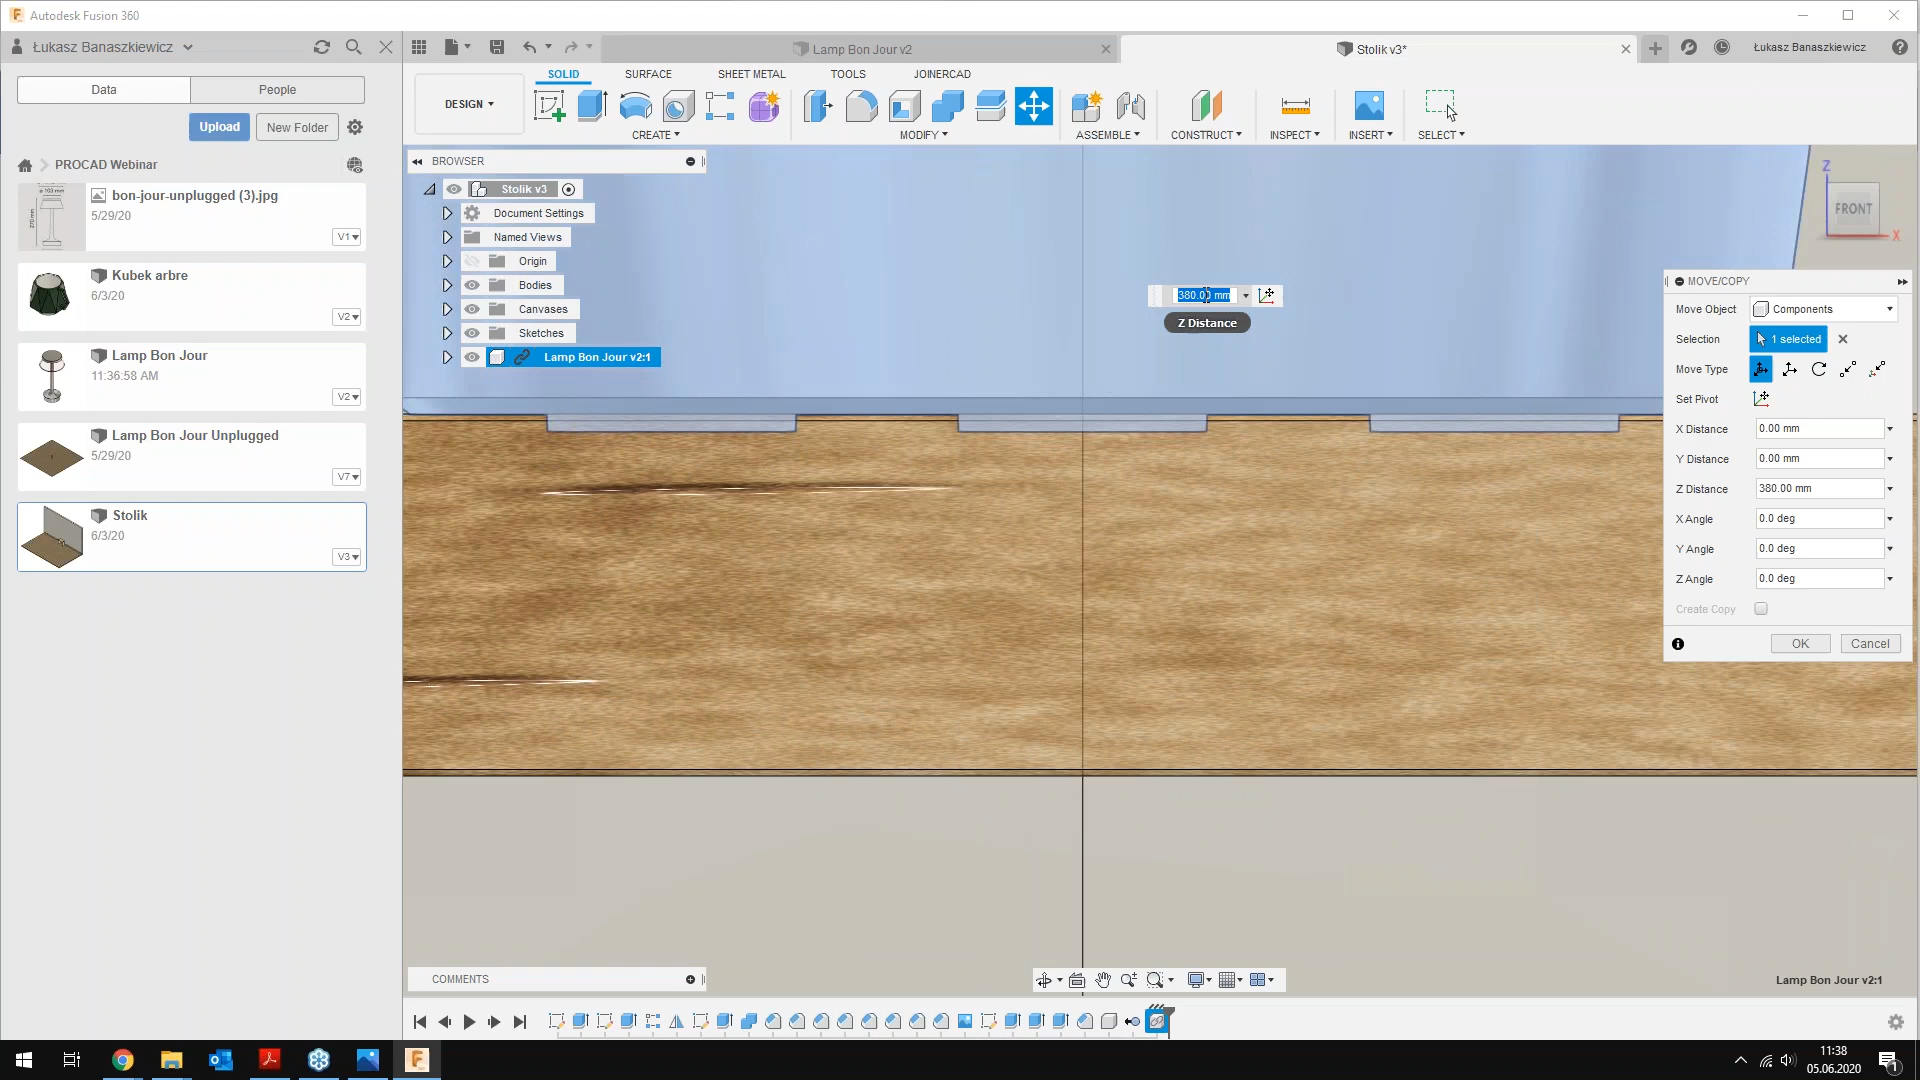 Autodesk Fusion 360
Łukasz Banaszkiewicz
Lamp Bon Jour v2
Stolik v3*
Łukasz Banaszkiewicz
Data
People
Upload
New Folder
PROCAD Webinar
bon-jour-unplugged (3).jpg
5/29/20
V1
Kubek arbre
6/3/20
V2
Lamp Bon Jour
11:36:58 AM
V2
Lamp Bon Jour Unplugged
5/29/20
V7
Stolik
6/3/20
V3
SOLID
SURFACE
SHEET METAL
TOOLS
JOINERCAD
DESIGN
CREATE
MODIFY
ASSEMBLE
CONSTRUCT
INSPECT
INSERT
SELECT
BROWSER
Stolik v3
Document Settings
Named Views
Origin
Bodies
Canvases
Sketches
Lamp Bon Jour v2:1
380.00 mm
Z Distance
Z
FRONT
X
MOVE/COPY
Move Object
Components
Selection
1 selected
Move Type
Set Pivot
X Distance
0.00 mm
Y Distance
0.00 mm
Z Distance
380.00 mm
X Angle
0.0 deg
Y Angle
0.0 deg
Z Angle
0.0 deg
Create Copy
OK
Cancel
COMMENTS
Lamp Bon Jour v2:1
11:38
05.06.2020
1